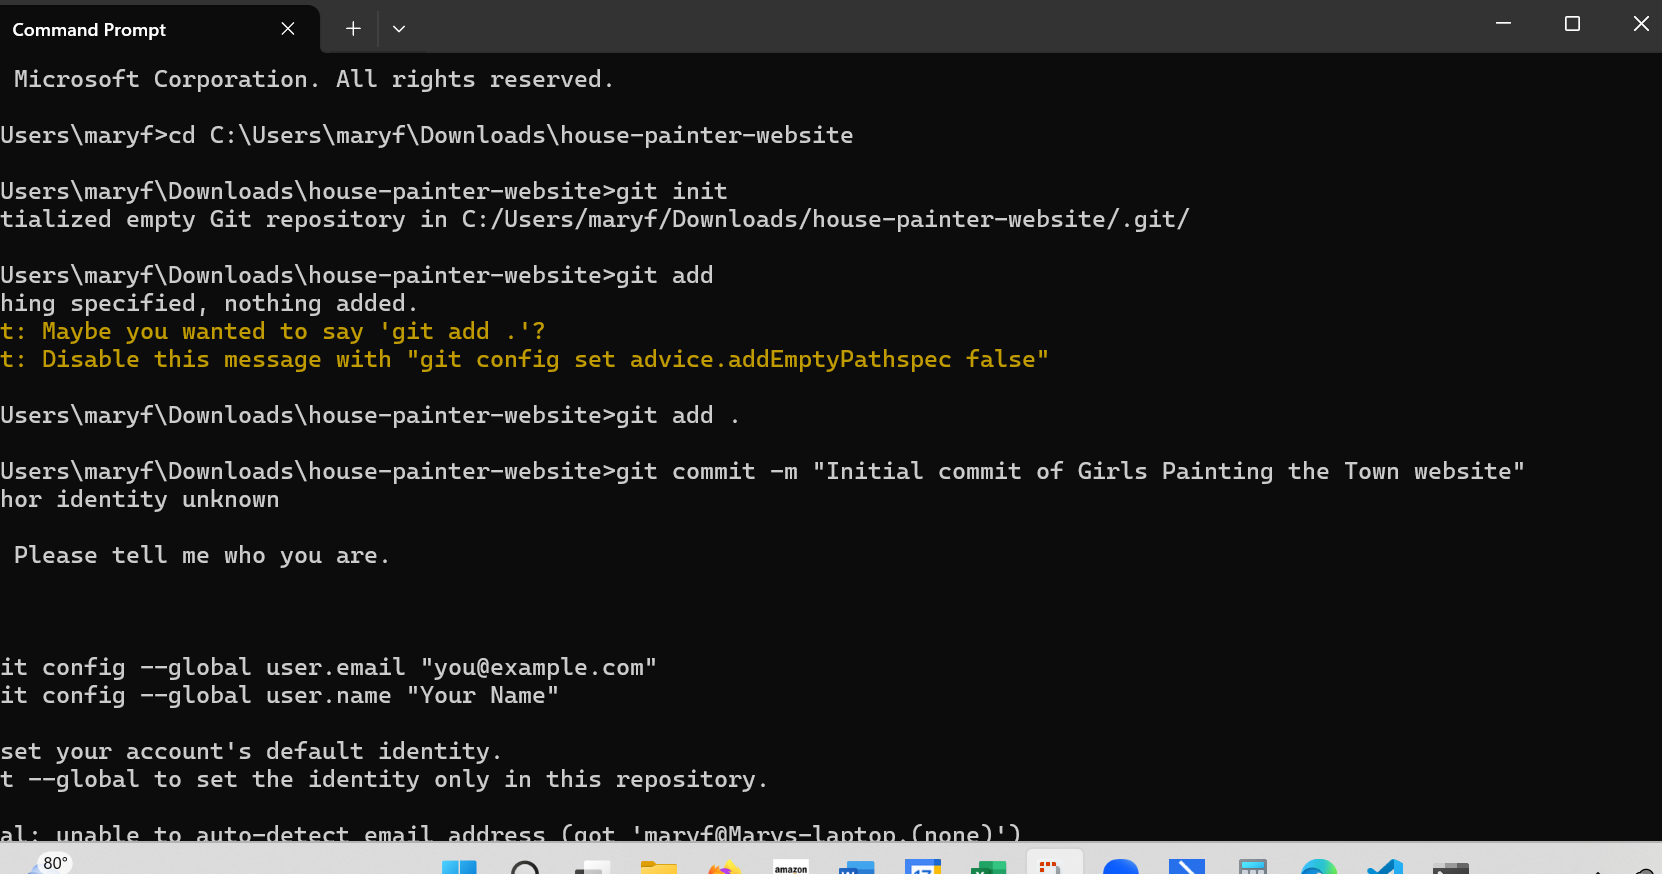 Command Prompt
Microsoft Corporation. All rights reserved.
Users\maryf>cd C:\Users\maryf\Downloads\house-painter-website
Users\maryf\Downloads\house-painter-website>git init
tialized empty Git repository in C:/Users/maryf/Downloads/house-painter-website/.git/
Users\maryf\Downloads\house-painter-website>git add
hing specified, nothing added.
t: Maybe you wanted to say 'git add .'?
t: Disable this message with "git config set advice.addEmptyPathspec false"
Users\maryf\Downloads\house-painter-website>git add .
Users\maryf\Downloads\house-painter-website>git commit -m "Initial commit of Girls Painting the Town website"
hor identity unknown
Please tell me who you are.
it config --global user.email "you@example.com"
it config --global user.name "Your Name"
set your account's default identity.
t --global to set the identity only in this repository.
al: unable to auto-detect email address (got 'maryf@Marys-laptop.(none)')
80°
amazon
17